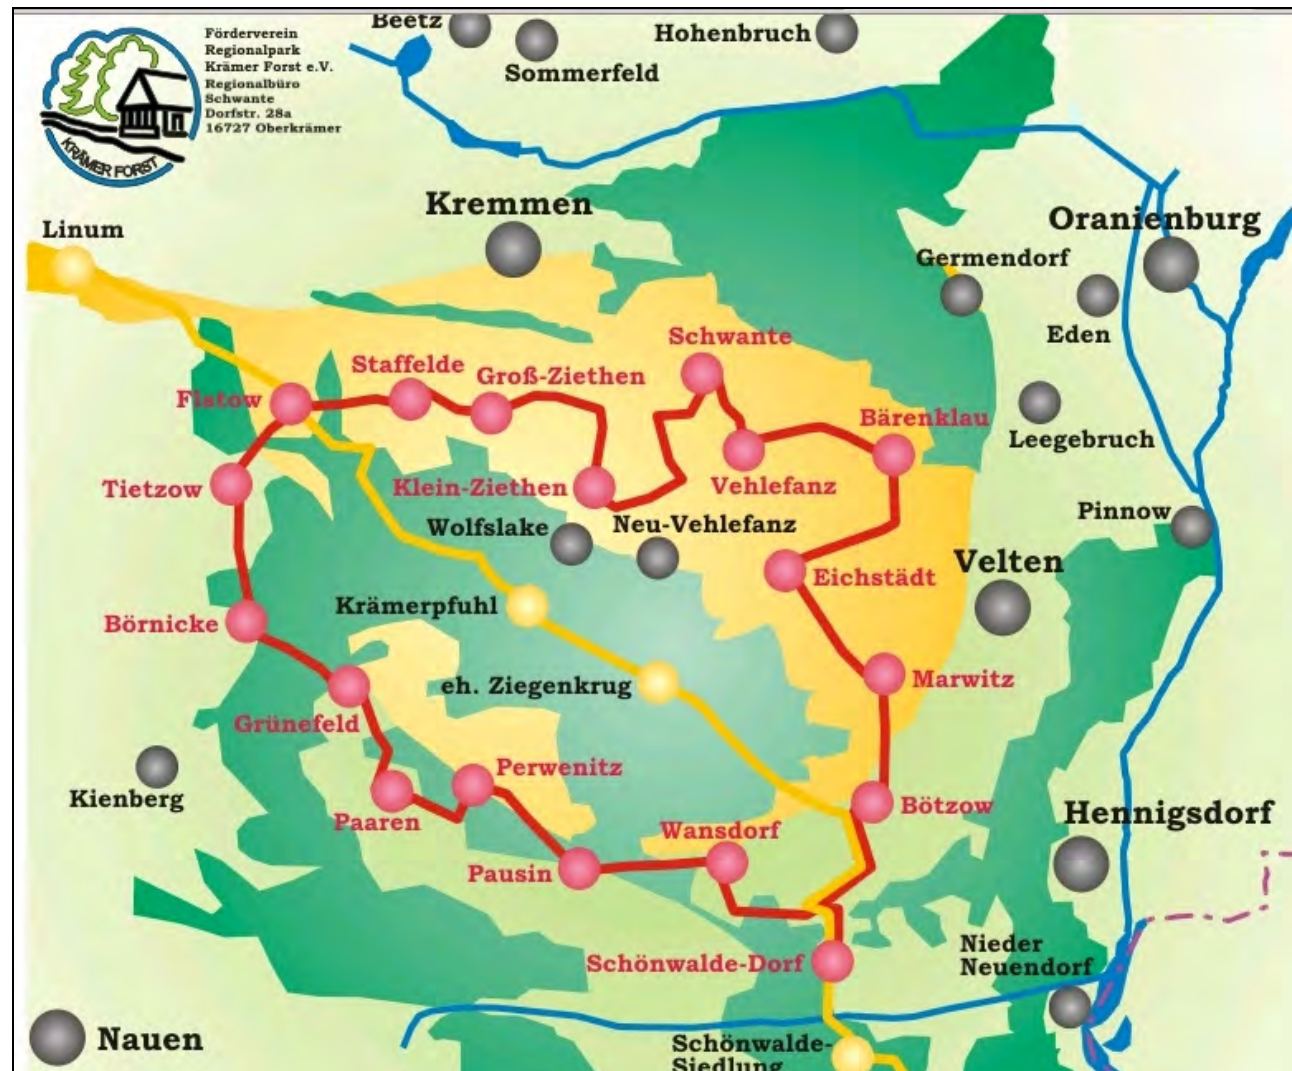 Förderverein
Regionalpark
Krämer Forst e.V.
Regionalbüro
Schwante
Dorfstr. 28a
16727 Oberkrämer
KRÄMER FORST
Beetz
Sommerfeld
Hohenbruch
Kremmen
Linum
Oranienburg
Germendorf
Eden
Schwante
Staffelde
Groß-Ziethen
Flatow
Bärenklau
Leegebruch
Tietzow
Klein-Ziethen
Vehlefanz
Wolfslake
Neu-Vehlefanz
Pinnow
Velten
Eichstädt
Krämerpfuhl
Börnicke
eh. Ziegenkrug
Marwitz
Grünefeld
Perwenitz
Kienberg
Paaren
Wansdorf
Bötzow
Hennigsdorf
Pausin
Schönwalde-Dorf
Nieder
Neuendorf
Nauen
Schönwalde-
Siedlung